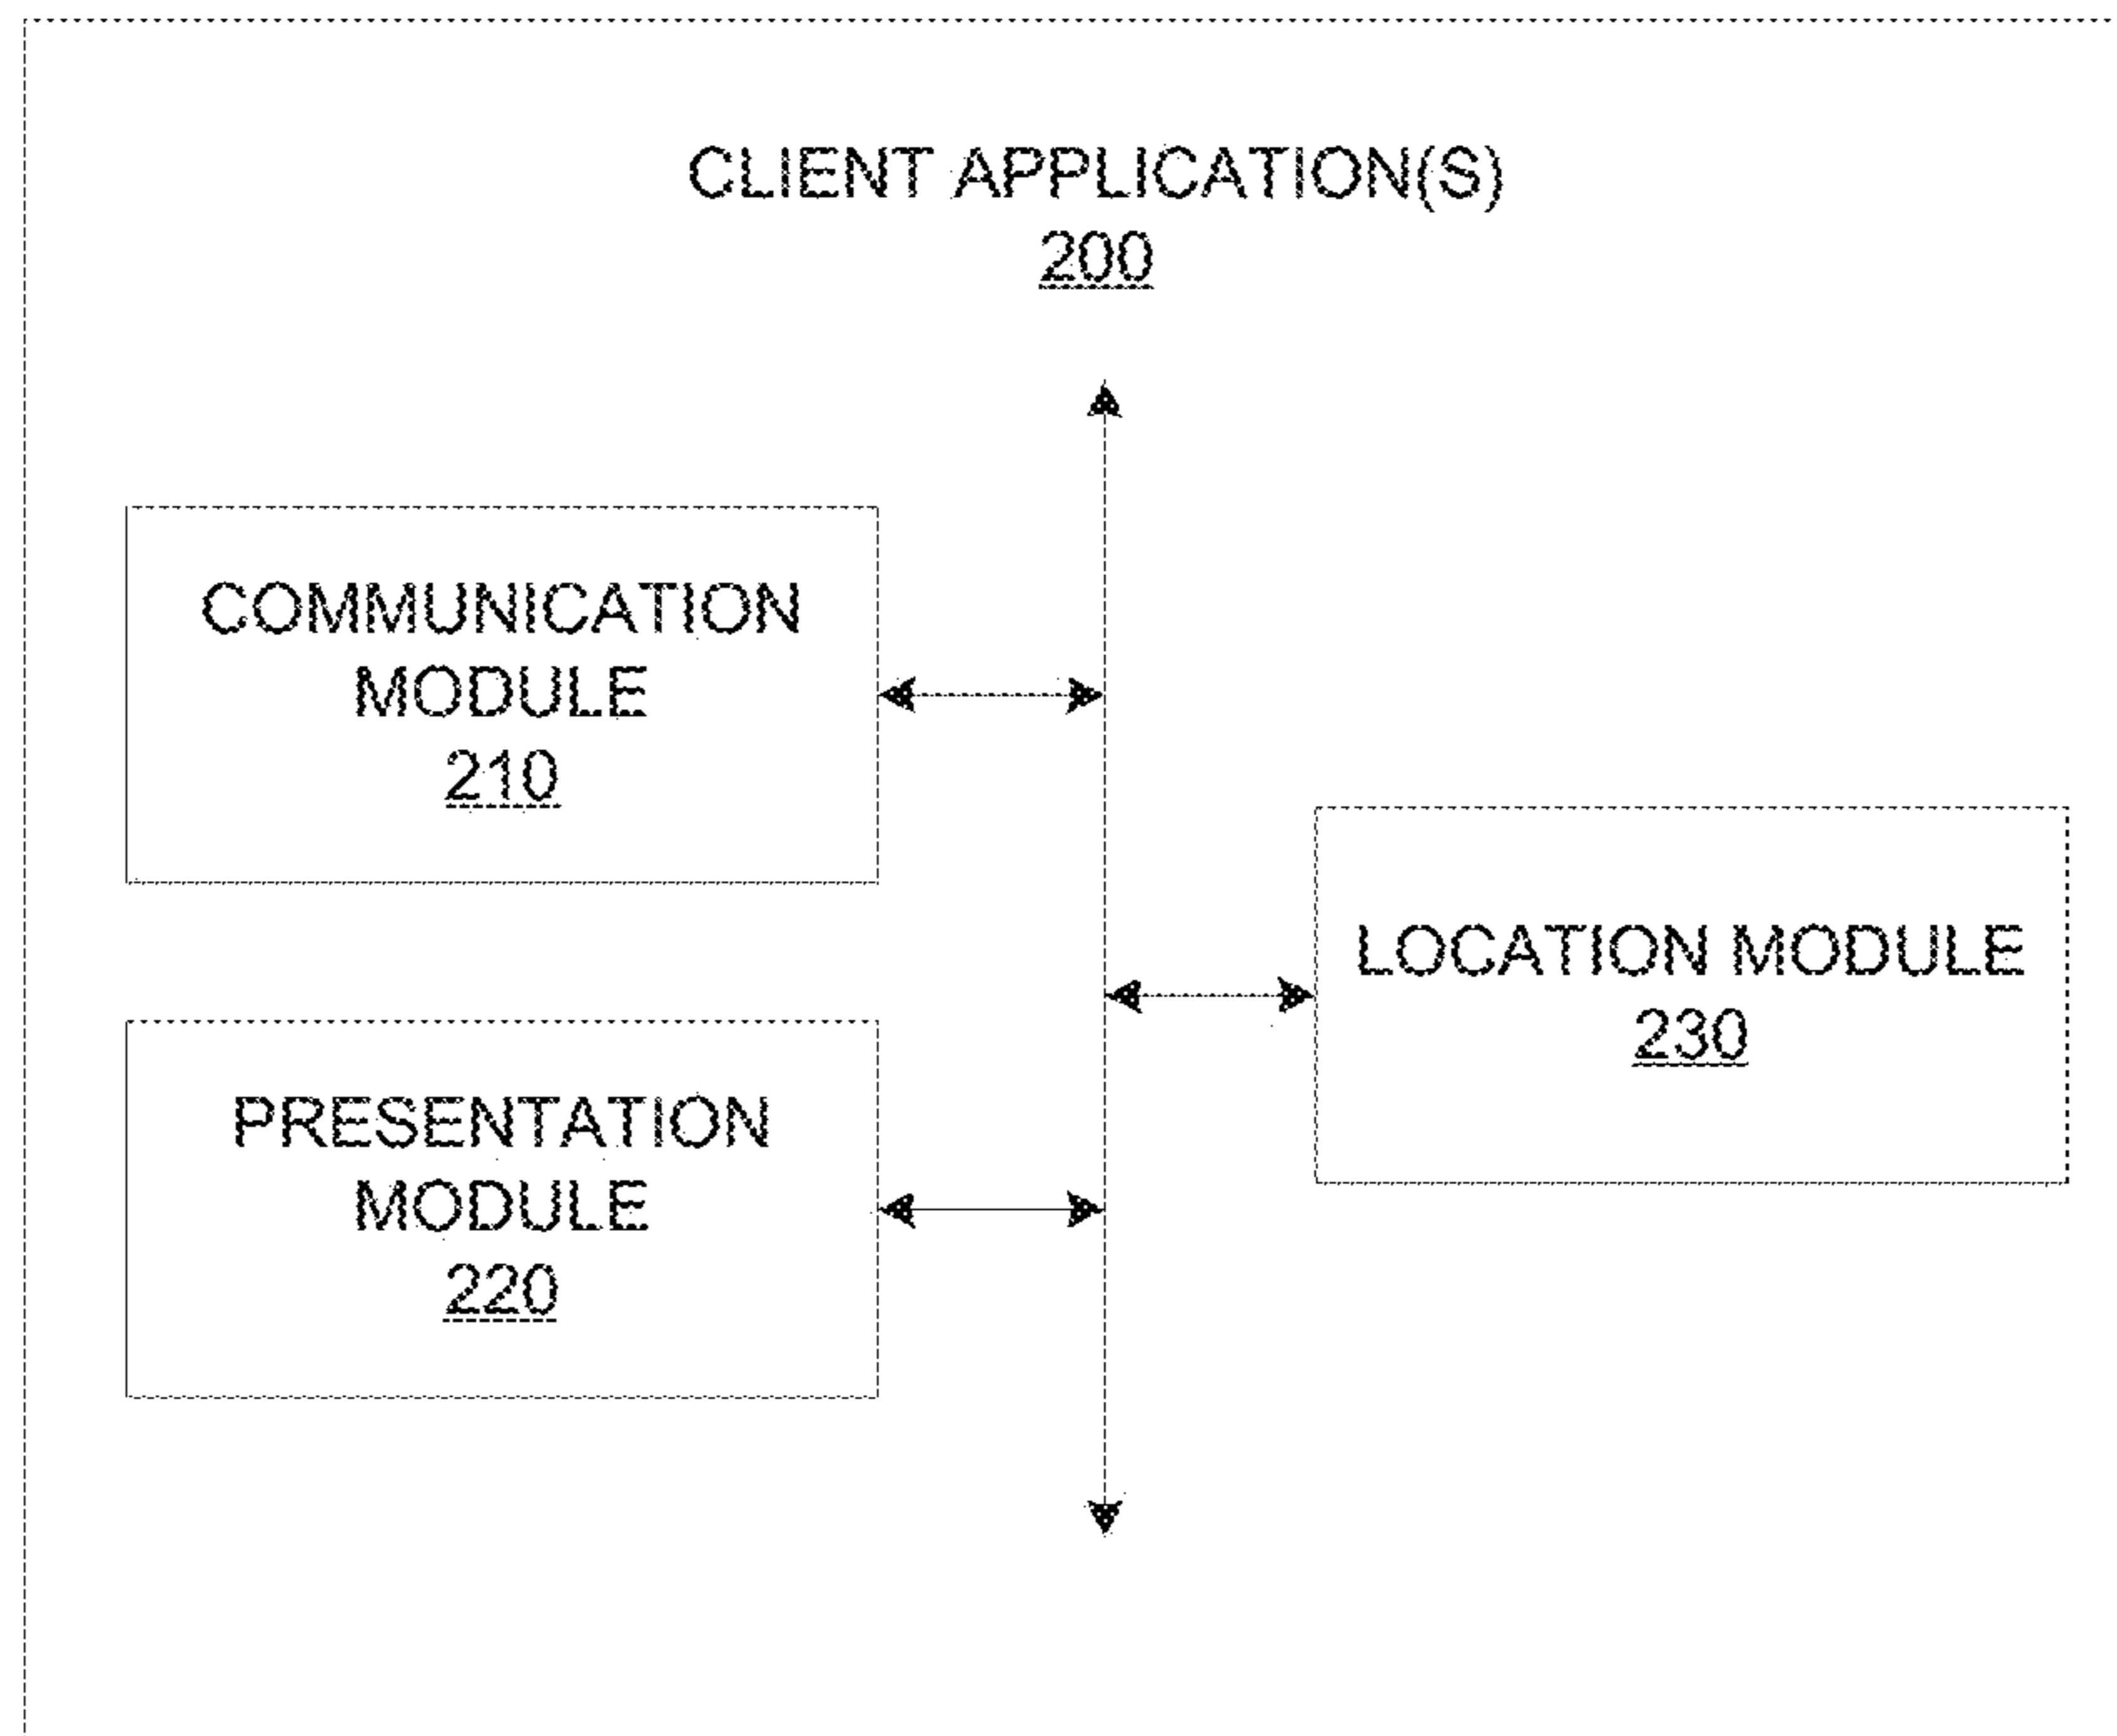 CLIENT APPLICATION(S)
200
COMMUNICATION
MODULE
210
LOCATION MODULE
230
PRESENTATION
MODULE
220